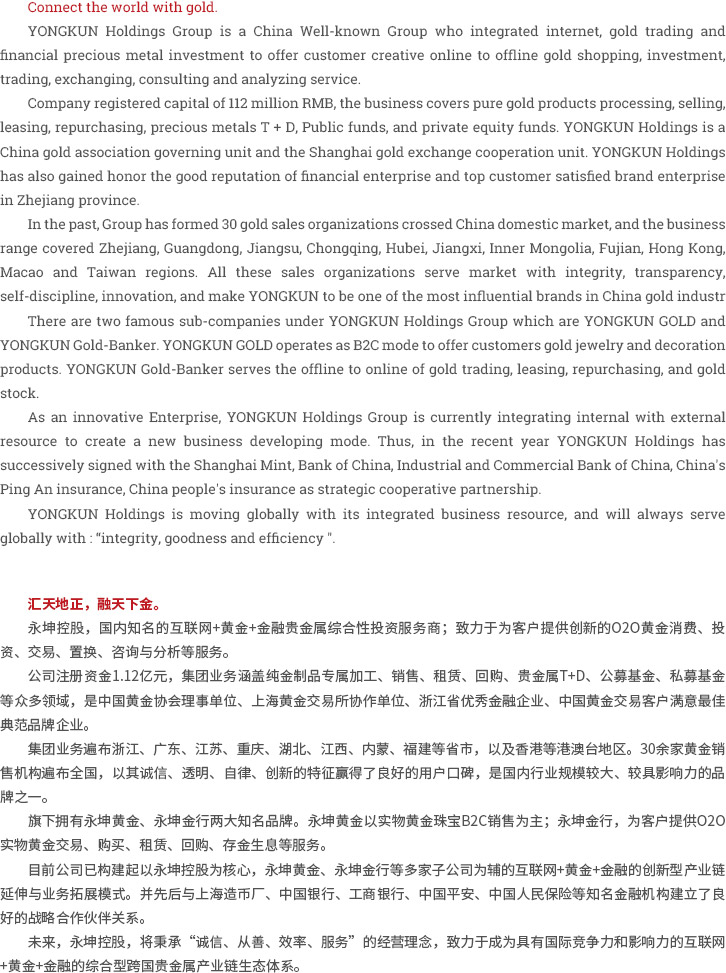 Connect the world with gold.
YONGKUN Holdings Group is a China Well-known Group who integrated internet, gold trading and
financial precious metal investment to offer customer creative online to offline gold shopping, investment,
trading, exchanging, consulting and analyzing service.
Company registered capital of 112 million RMB, the business covers pure gold products processing, selling,
leasing, repurchasing, precious metals T + D, Public funds, and private equity funds. YONGKUN Holdings is a
China gold association governing unit and the Shanghai gold exchange cooperation unit. YONGKUN Holdings
has also gained honor the good reputation of financial enterprise and top customer satisfied brand enterprise
in Zhejiang province.
In the past, Group has formed 30 gold sales organizations crossed China domestic market, and the business
range covered Zhejiang, Guangdong, Jiangsu, Chongqing, Hubei, Jiangxi, Inner Mongolia, Fujian, Hong Kong,
Macao and Taiwan regions. All these sales organizations serve market with integrity, transparency,
self-discipline, innovation, and make YONGKUN to be one of the most influential brands in China gold industr
There are two famous sub-companies under YONGKUN Holdings Group which are YONGKUN GOLD and
YONGKUN Gold-Banker. YONGKUN GOLD operates as B2C mode to offer customers gold jewelry and decoration
products. YONGKUN Gold-Banker serves the offline to online of gold trading, leasing, repurchasing, and gold
stock.
As an innovative Enterprise, YONGKUN Holdings Group is currently integrating internal with external
resource to create a new business developing mode. Thus, in the recent year YONGKUN Holdings has
successively signed with the Shanghai Mint, Bank of China, Industrial and Commercial Bank of China, China's
Ping An insurance, China people's insurance as strategic cooperative partnership.
YONGKUN Holdings is moving globally with its integrated business resource, and will always serve
globally with : "integrity, goodness and efficiency ".
汇天地正，融天下金。
永坤控股，国内知名的互联网+黄金+金融贵金属综合性投资服务商；致力于为客户提供创新的O2O黄金消费、投
资、交易、置换、咨询与分析等服务。
公司注册资金1.12亿元，集团业务涵盖纯金制品专属加工、销售、租赁、回购、贵金属T+D、公募基金、私募基金
等众多领域，是中国黄金协会理事单位、上海黄金交易所协作单位、浙江省优秀金融企业、中国黄金交易客户满意最佳
典范品牌企业。
集团业务遍布浙江、广东、江苏、重庆、湖北、江西、内蒙、福建等省市，以及香港等港澳台地区。30余家黄金销
售机构遍布全国，以其诚信、透明、自律、创新的特征赢得了良好的用户口碑，是国内行业规模较大、较具影响力的品
牌之一。
旗下拥有永坤黄金、永坤金行两大知名品牌。永坤黄金以实物黄金珠宝B2C销售为主；永坤金行，为客户提供O2O
实物黄金交易、购买、租赁、回购、存金生息等服务。
目前公司已构建起以永坤控股为核心，永坤黄金、永坤金行等多家子公司为辅的互联网+黄金+金融的创新型产业链
延伸与业务拓展模式。并先后与上海造币厂、中国银行、工商银行、中国平安、中国人民保险等知名金融机构建立了良
好的战略合作伙伴关系。
未来，永坤控股，将秉承“诚信、从善、效率、服务”的经营理念，致力于成为具有国际竞争力和影响力的互联网
+黄金+金融的综合型跨国贵金属产业链生态体系。